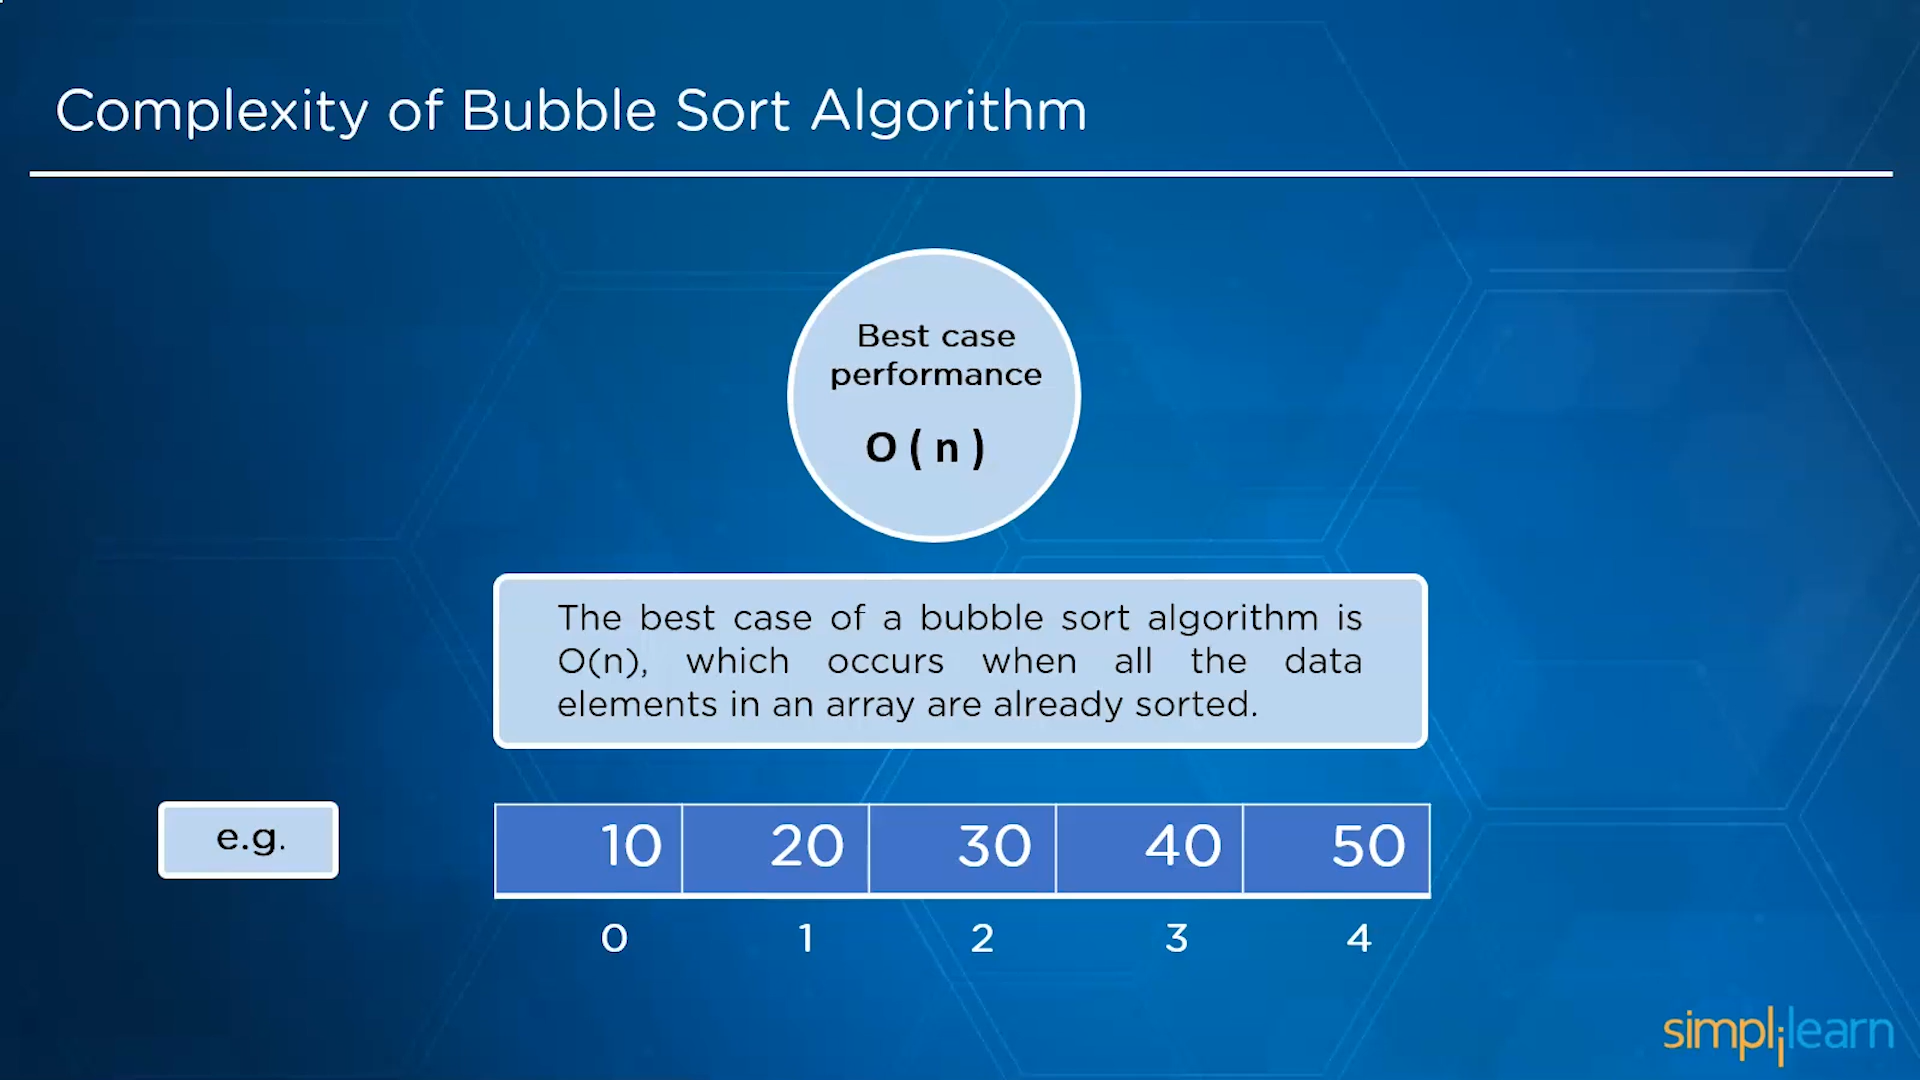 Complexity of Bubble Sort Algorithm
Best case
performance
O ( n )
The best case of a bubble sort algorithm is
O(n), which occurs when all the data
elements in an array are already sorted.
e.g.
10 20 30 40 50
0 1 2 3 4
simplilearn